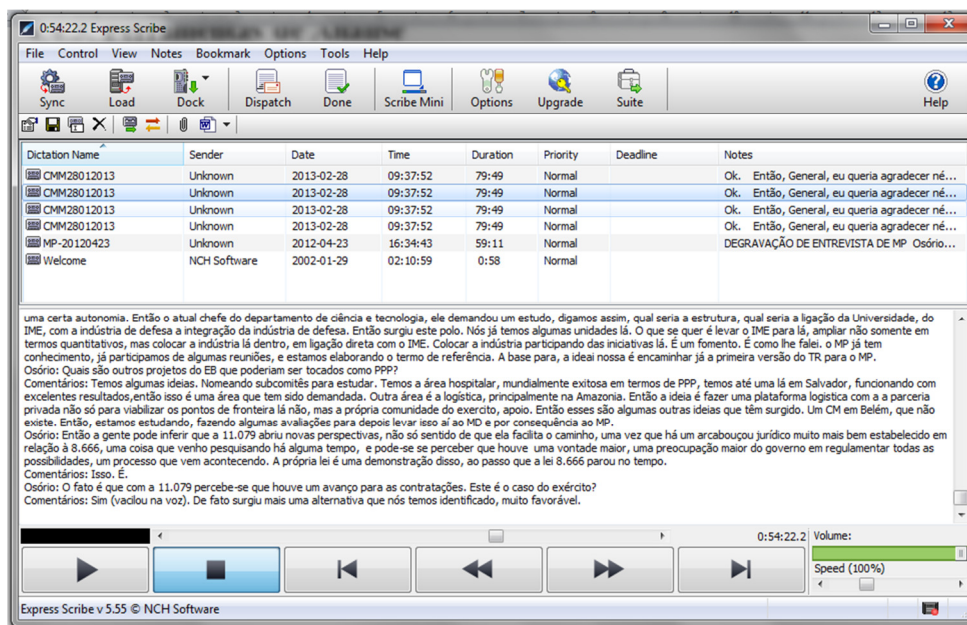 0:54:22.2 Express Scribe
File Control View Notes Bookmark Options Tools Help
Sync Load Dock Dispatch Done Scribe Mini Options Upgrade Suite Help
Dictation Name Sender Date Time Duration Priority Deadline Notes
CMM28012013 Unknown 2013-02-28 09:37:52 79:49 Normal Ok. Então, General, eu queria agradecer né...
CMM28012013 Unknown 2013-02-28 09:37:52 79:49 Normal Ok. Então, General, eu queria agradecer né...
CMM28012013 Unknown 2013-02-28 09:37:52 79:49 Normal Ok. Então, General, eu queria agradecer né...
CMM28012013 Unknown 2013-02-28 09:37:52 79:49 Normal Ok. Então, General, eu queria agradecer né...
MP-20120423 Unknown 2012-04-23 16:34:43 59:11 Normal DEGRAVAÇÃO DE ENTREVISTA DE MP Osório...
Welcome NCH Software 2002-01-29 02:10:59 0:58 Normal
uma certa autonomia. Então o atual chefe do departamento de ciência e tecnologia, ele demandou um estudo, digamos assim, qual seria a estrutura, qual seria a ligação da Universidade, do
IME, com a indústria de defesa a integração da indústria de defesa. Então surgiu este polo. Nós já temos algumas unidades lá. O que se quer é levar o IME para lá, ampliar não somente em
termos quantitativos, mas colocar a indústria lá dentro, em ligação direta com o IME. Colocar a indústria participando das iniciativas lá. É um fomento. É como lhe falei. o MP já tem
conhecimento, já participamos de algumas reuniões, e estamos elaborando o termo de referência. A base para, a ideai nossa é encaminhar já a primeira versão do TR para o MP.
Osório: Quais são outros projetos do EB que poderiam ser tocados como PPP?
Comentários: Temos algumas ideias. Nomeando subcomitês para estudar. Temos a área hospitalar, mundialmente exitosa em termos de PPP, temos até uma lá em Salvador, funcionando com
excelentes resultados,então isso é uma área que tem sido demandada. Outra área é a logística, principalmente na Amazonia. Então a ideia é fazer uma plataforma logistica com a a parceria
privada não só para viabilizar os pontos de fronteira lá não, mas a própria comunidade do exercito, apoio. Então esses são algumas outras ideias que têm surgido. Um CM em Belém, que não
existe. Então, estamos estudando, fazendo algumas avaliações para depois levar isso aí ao MD e por consequência ao MP.
Osório: Então a gente pode inferir que a 11.079 abriu novas perspectivas, não só sentido de que ela facilita o caminho, uma vez que há um arcabouçou jurídico muito mais bem estabelecido em
relação à 8.666, uma coisa que venho pesquisando há alguma tempo, e pode-se se perceber que houve uma vontade maior, uma preocupação maior do governo em regulamentar todas as
possibilidades, um processo que vem acontecendo. A própria lei é uma demonstração disso, ao passo que a lei 8.666 parou no tempo.
Comentários: Isso. É.
Osório: O fato é que com a 11.079 percebe-se que houve um avanço para as contratações. Este é o caso do exército?
Comentários: Sim (vacilou na voz). De fato surgiu mais uma alternativa que nós temos identificado, muito favorável.
0:54:22.2 Volume:
Speed (100%)
Express Scribe v 5.55 © NCH Software